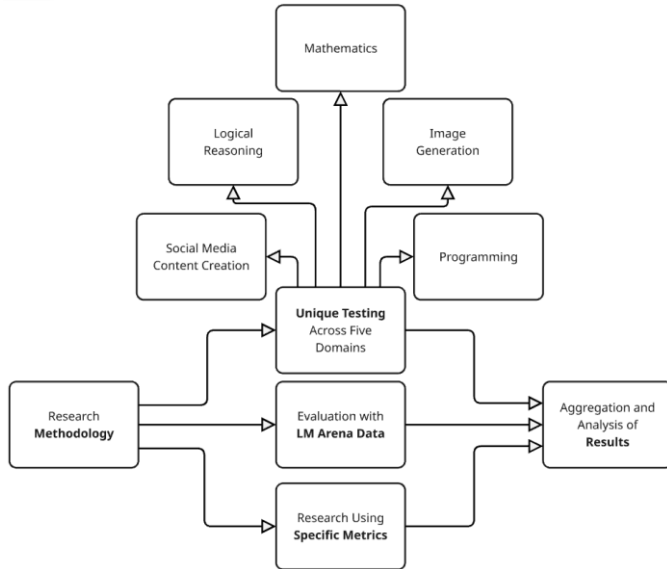 Mathematics
Logical
Reasoning
Image
Generation
Social Media
Content Creation
Programming
Unique Testing
Across Five
Domains
Research
Methodology
Evaluation with
LM Arena Data
Aggregation and
Analysis of
Results
Research Using
Specific Metrics